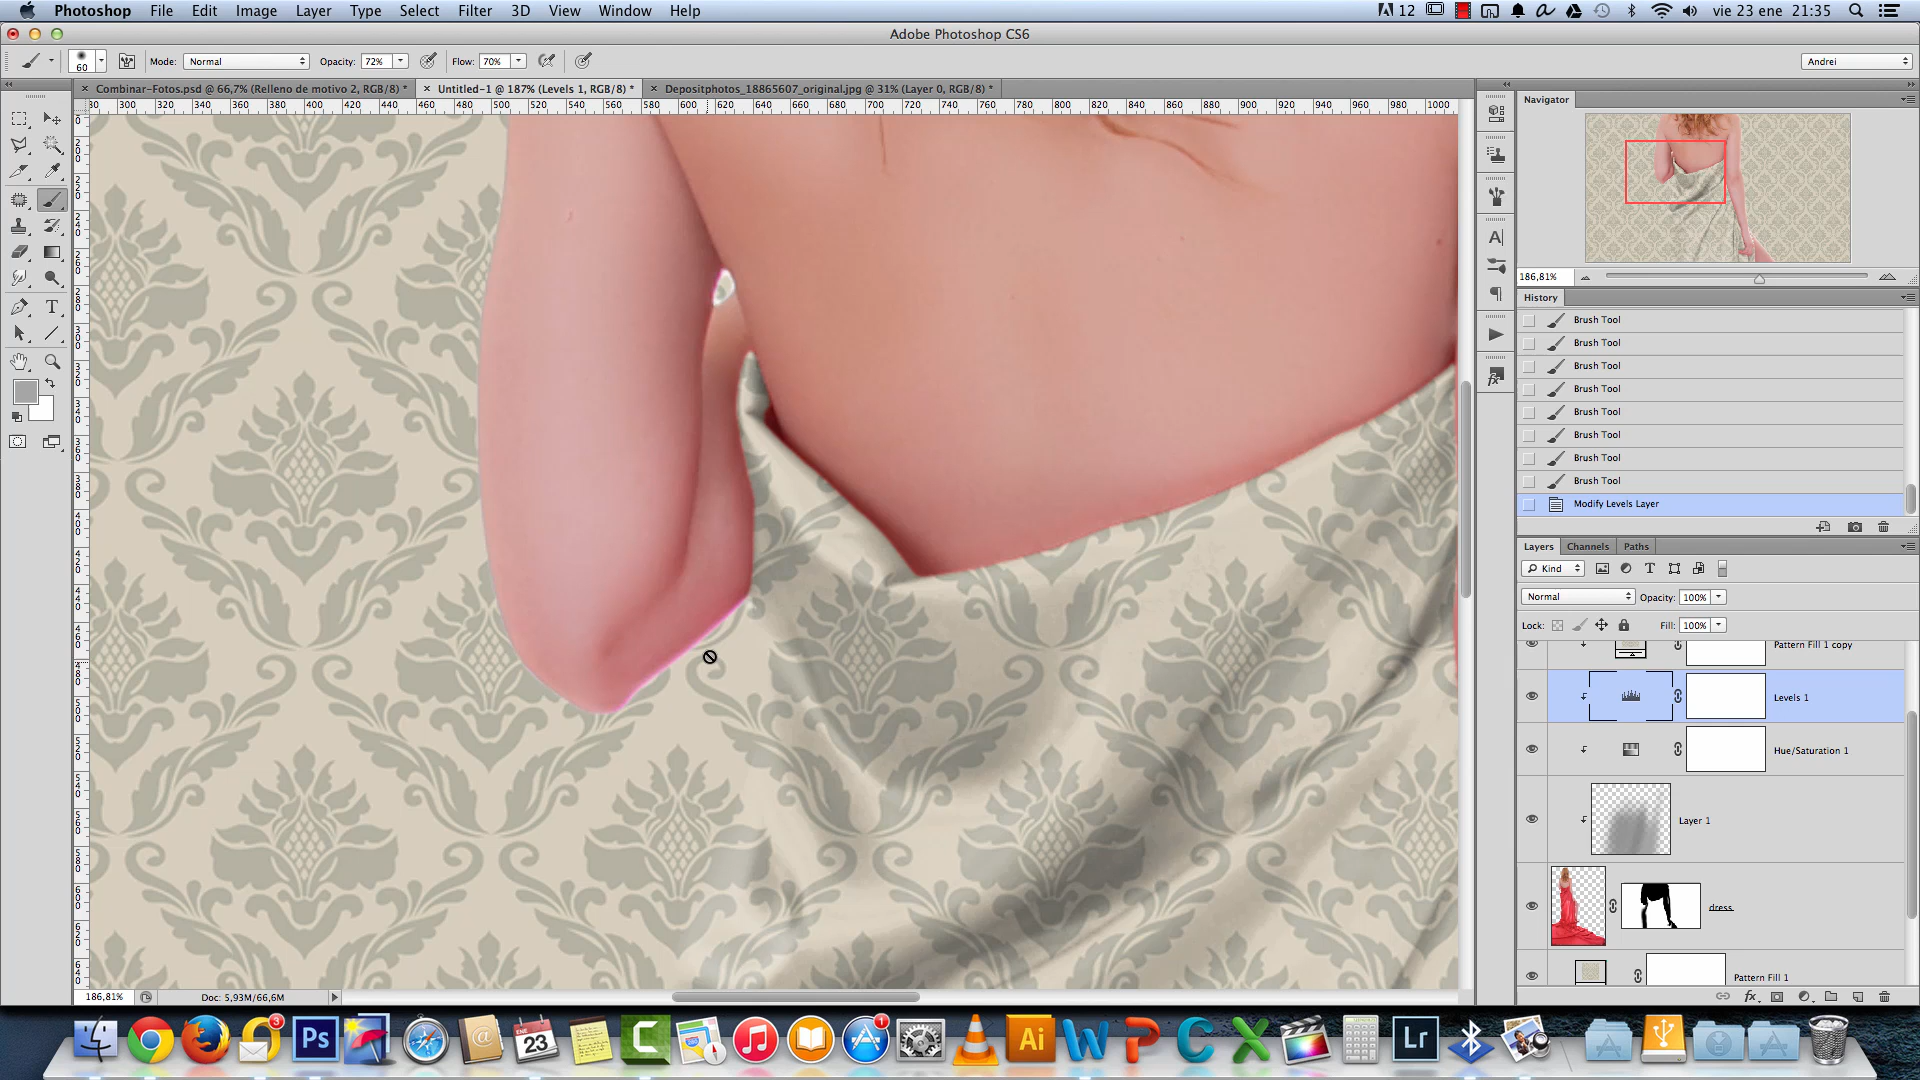 Photoshop File Edit Image Layer Type Select Filter 3D View Window Help 12 vie 23 ene 21:35
Adobe Photoshop CS6
60 Mode: Normal Opacity: 72% Flow: 70% Andrei
Combinar-Fotos.psd @ 66,7% (Relleno de motivo 2, RGB/8) * Untitled-1 @ 187% (Levels 1, RGB/8) * Depositphotos_18865607_original.jpg @ 31% (Layer 0, RGB/8) *
300 320 340 360 380 400 420 440 460 480 500 520 540 560 580 600 620 640 660 680 700 720 740 760 780 800 820 840 860 880 900 920 940 960 980 1000
Navigator
186,81%
History
Brush Tool
Brush Tool
Brush Tool
Brush Tool
Brush Tool
Brush Tool
Brush Tool
Brush Tool
Modify Levels Layer
Layers Channels Paths
Kind
Normal Opacity: 100%
Lock: Fill: 100%
Pattern Fill 1 copy
Levels 1
Hue/Saturation 1
Layer 1
dress
Pattern Fill 1
186,81% Doc: 5,93M/66,6M
3
Ps
ENE
23
1
Ai
Lr